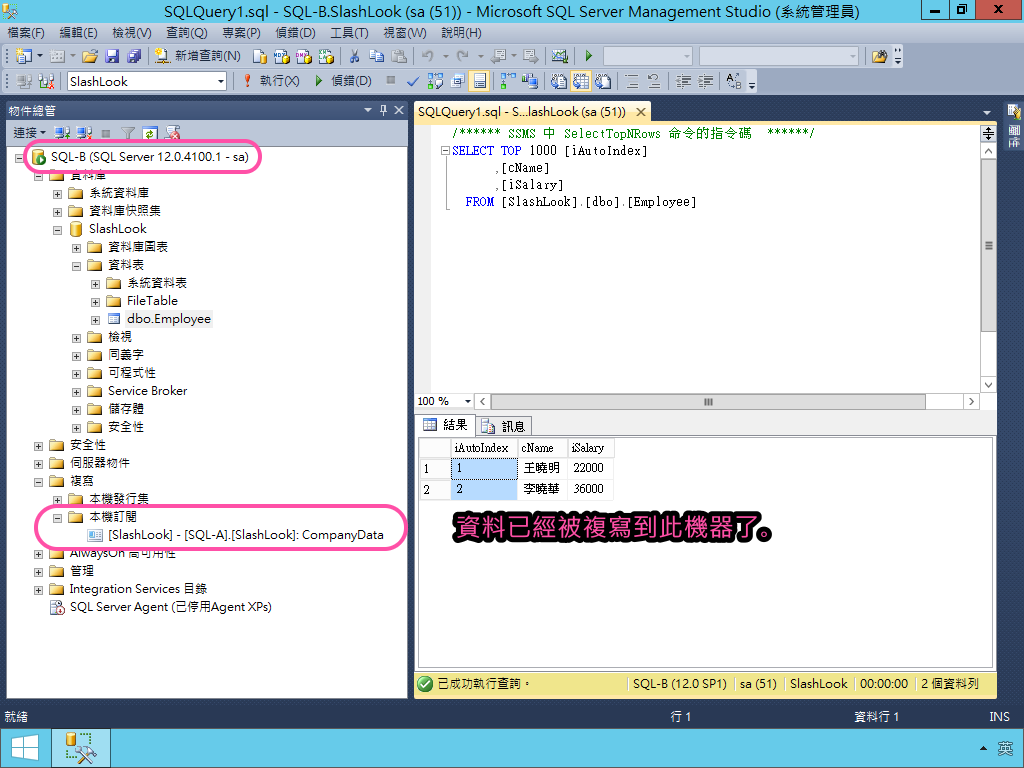 SQLQuery1.sql - SQL-B.SlashLook (sa (51)) - Microsoft SQL Server Management Studio (系統管理員)
檔案(F) 編輯(E) 檢視(V) 查詢(Q) 專案(P) 偵錯(D) 工具(T) 視窗(W) 說明(H)
新增查詢(N)
SlashLook 執行(X) 偵錯(D)
物件總管
連接
SQL-B (SQL Server 12.0.4100.1 - sa)
資料庫
系統資料庫
資料庫快照集
SlashLook
資料庫圖表
資料表
系統資料表
FileTable
dbo.Employee
檢視
同義字
可程式性
Service Broker
儲存體
安全性
安全性
伺服器物件
複寫
本機發行集
本機訂閱
[SlashLook] - [SQL-A].[SlashLook]: CompanyData
AlwaysOn 高可用性
管理
Integration Services 目錄
SQL Server Agent (已停用Agent XPs)
SQLQuery1.sql - S...lashLook (sa (51))
/****** SSMS 中 SelectTopNRows 命令的指令碼  ******/
SELECT TOP 1000 [iAutoIndex]
,[cName]
,[iSalary]
FROM [SlashLook].[dbo].[Employee]
100 %
結果 訊息
iAutoIndex cName iSalary
1 1 王曉明 22000
2 2 李曉華 36000
資料已經被複寫到此機器了。
已成功執行查詢。 SQL-B (12.0 SP1) sa (51) SlashLook 00:00:00 2 個資料列
就緒 行 1 資料行 1 INS
英